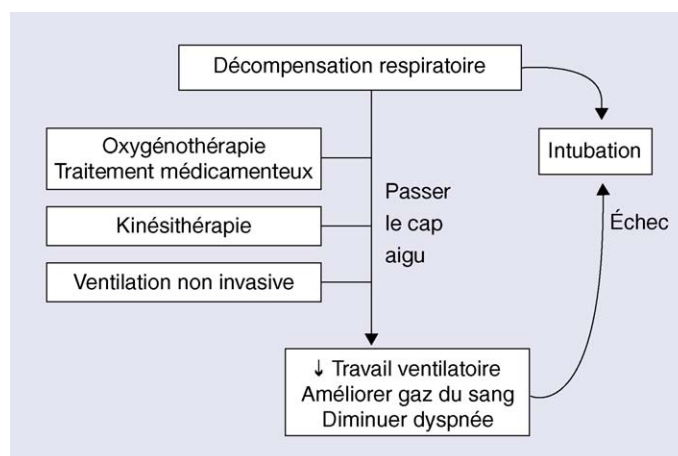 Décompensation respiratoire
Oxygénothérapie
Traitement médicamenteux
Intubation
Passer
le cap
aigu
Kinésithérapie
Échec
Ventilation non invasive
↓ Travail ventilatoire
Améliorer gaz du sang
Diminuer dyspnée